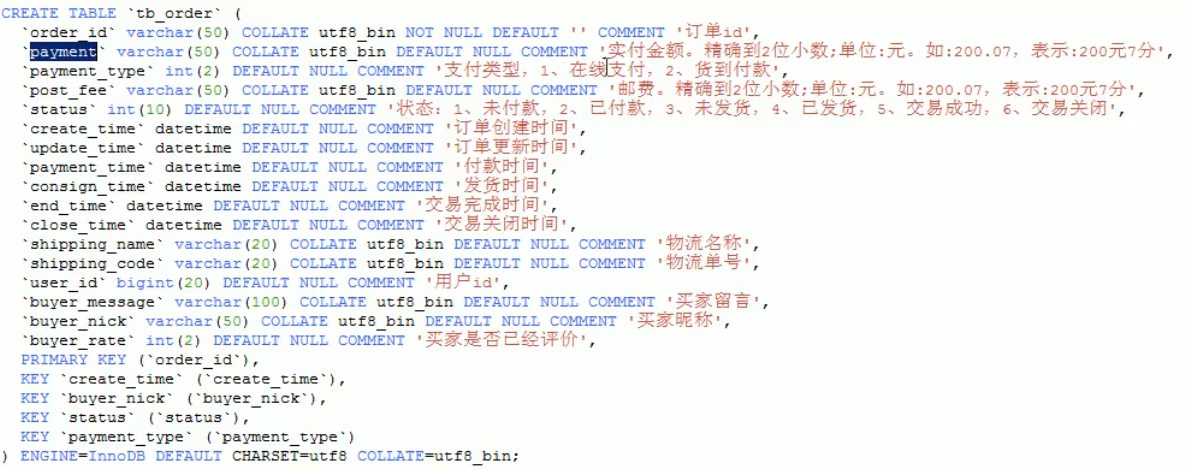 CREATE TABLE `tb_order` (
`order_id` varchar(50) COLLATE utf8_bin NOT NULL DEFAULT '' COMMENT '订单id',
`payment` varchar(50) COLLATE utf8_bin DEFAULT NULL COMMENT '实付金额。精确到2位小数;单位:元。如:200.07，表示:200元7分',
`payment_type` int(2) DEFAULT NULL COMMENT '支付类型，1、在线支付，2、货到付款',
`post_fee` varchar(50) COLLATE utf8_bin DEFAULT NULL COMMENT '邮费。精确到2位小数;单位:元。如:200.07，表示:200元7分',
`status` int(10) DEFAULT NULL COMMENT '状态：1、未付款，2、已付款，3、未发货，4、已发货，5、交易成功，6、交易关闭',
`create_time` datetime DEFAULT NULL COMMENT '订单创建时间',
`update_time` datetime DEFAULT NULL COMMENT '订单更新时间',
`payment_time` datetime DEFAULT NULL COMMENT '付款时间',
`consign_time` datetime DEFAULT NULL COMMENT '发货时间',
`end_time` datetime DEFAULT NULL COMMENT '交易完成时间',
`close_time` datetime DEFAULT NULL COMMENT '交易关闭时间',
`shipping_name` varchar(20) COLLATE utf8_bin DEFAULT NULL COMMENT '物流名称',
`shipping_code` varchar(20) COLLATE utf8_bin DEFAULT NULL COMMENT '物流单号',
`user_id` bigint(20) DEFAULT NULL COMMENT '用户id',
`buyer_message` varchar(100) COLLATE utf8_bin DEFAULT NULL COMMENT '买家留言',
`buyer_nick` varchar(50) COLLATE utf8_bin DEFAULT NULL COMMENT '买家昵称',
`buyer_rate` int(2) DEFAULT NULL COMMENT '买家是否已经评价',
PRIMARY KEY (`order_id`),
KEY `create_time` (`create_time`),
KEY `buyer_nick` (`buyer_nick`),
KEY `status` (`status`),
KEY `payment_type` (`payment_type`)
) ENGINE=InnoDB DEFAULT CHARSET=utf8 COLLATE=utf8_bin;